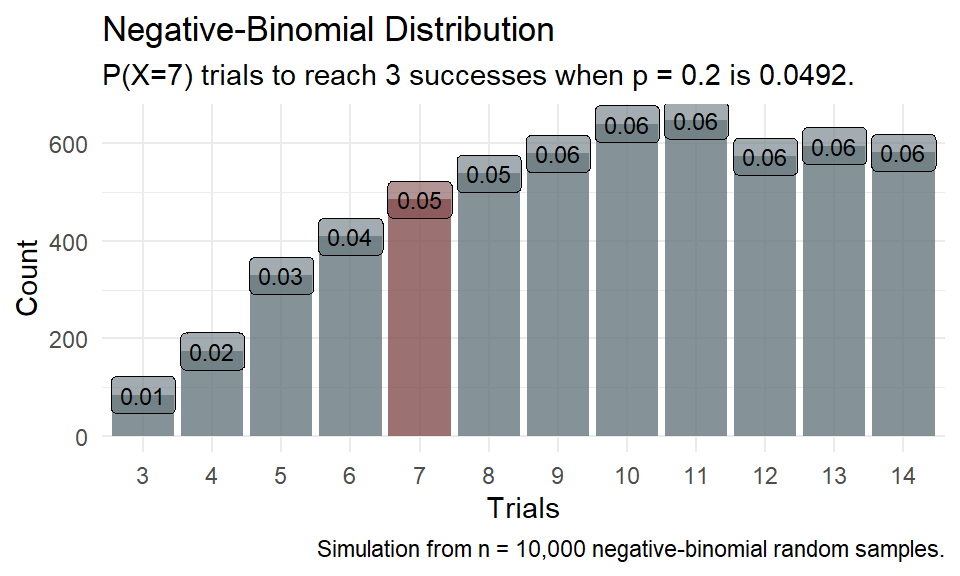 Negative-Binomial Distribution
P(X=7) trials to reach 3 successes when p = 0.2 is 0.0492.
Count
600
400
200
0
0.01
0.02
0.03
0.04
0.05
0.05
0.06
0.06
0.06
0.06
0.06
0.06
3 4 5 6 7 8 9 10 11 12 13 14
Trials
Simulation from n = 10,000 negative-binomial random samples.